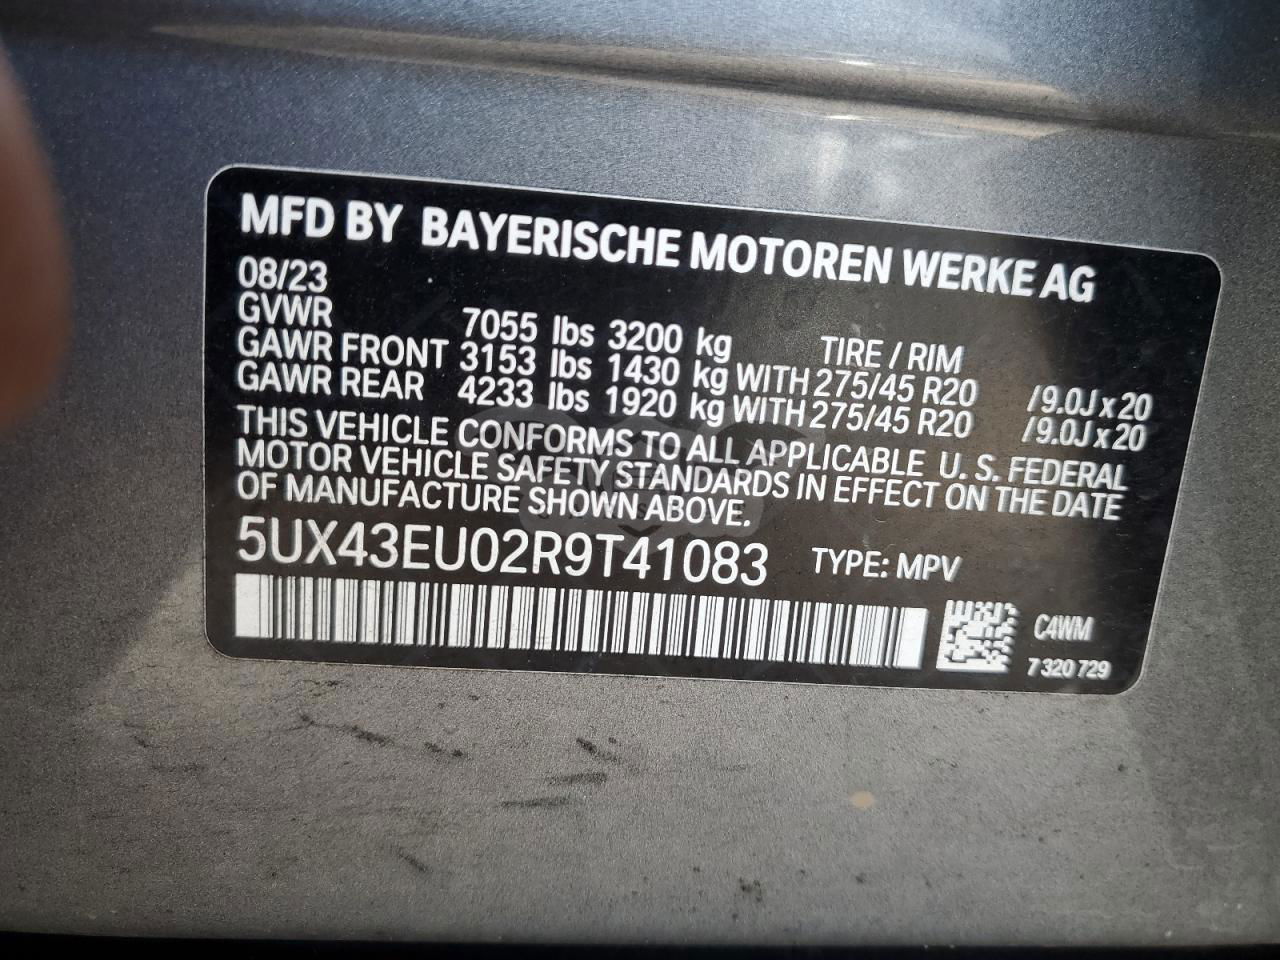 MFD BY BAYERISCHE MOTOREN WERKE AG
08/23
GVWR 7055 lbs 3200 kg TIRE / RIM
GAWR FRONT 3153 lbs 1430 kg WITH 275/45 R20 /9.0J x 20
GAWR REAR 4233 lbs 1920 kg WITH 275/45 R20 /9.0J x 20
THIS VEHICLE CONFORMS TO ALL APPLICABLE U. S. FEDERAL
MOTOR VEHICLE SAFETY STANDARDS IN EFFECT ON THE DATE
OF MANUFACTURE SHOWN ABOVE.
5UX43EU02R9T41083 TYPE: MPV
C4WM
7 320 729